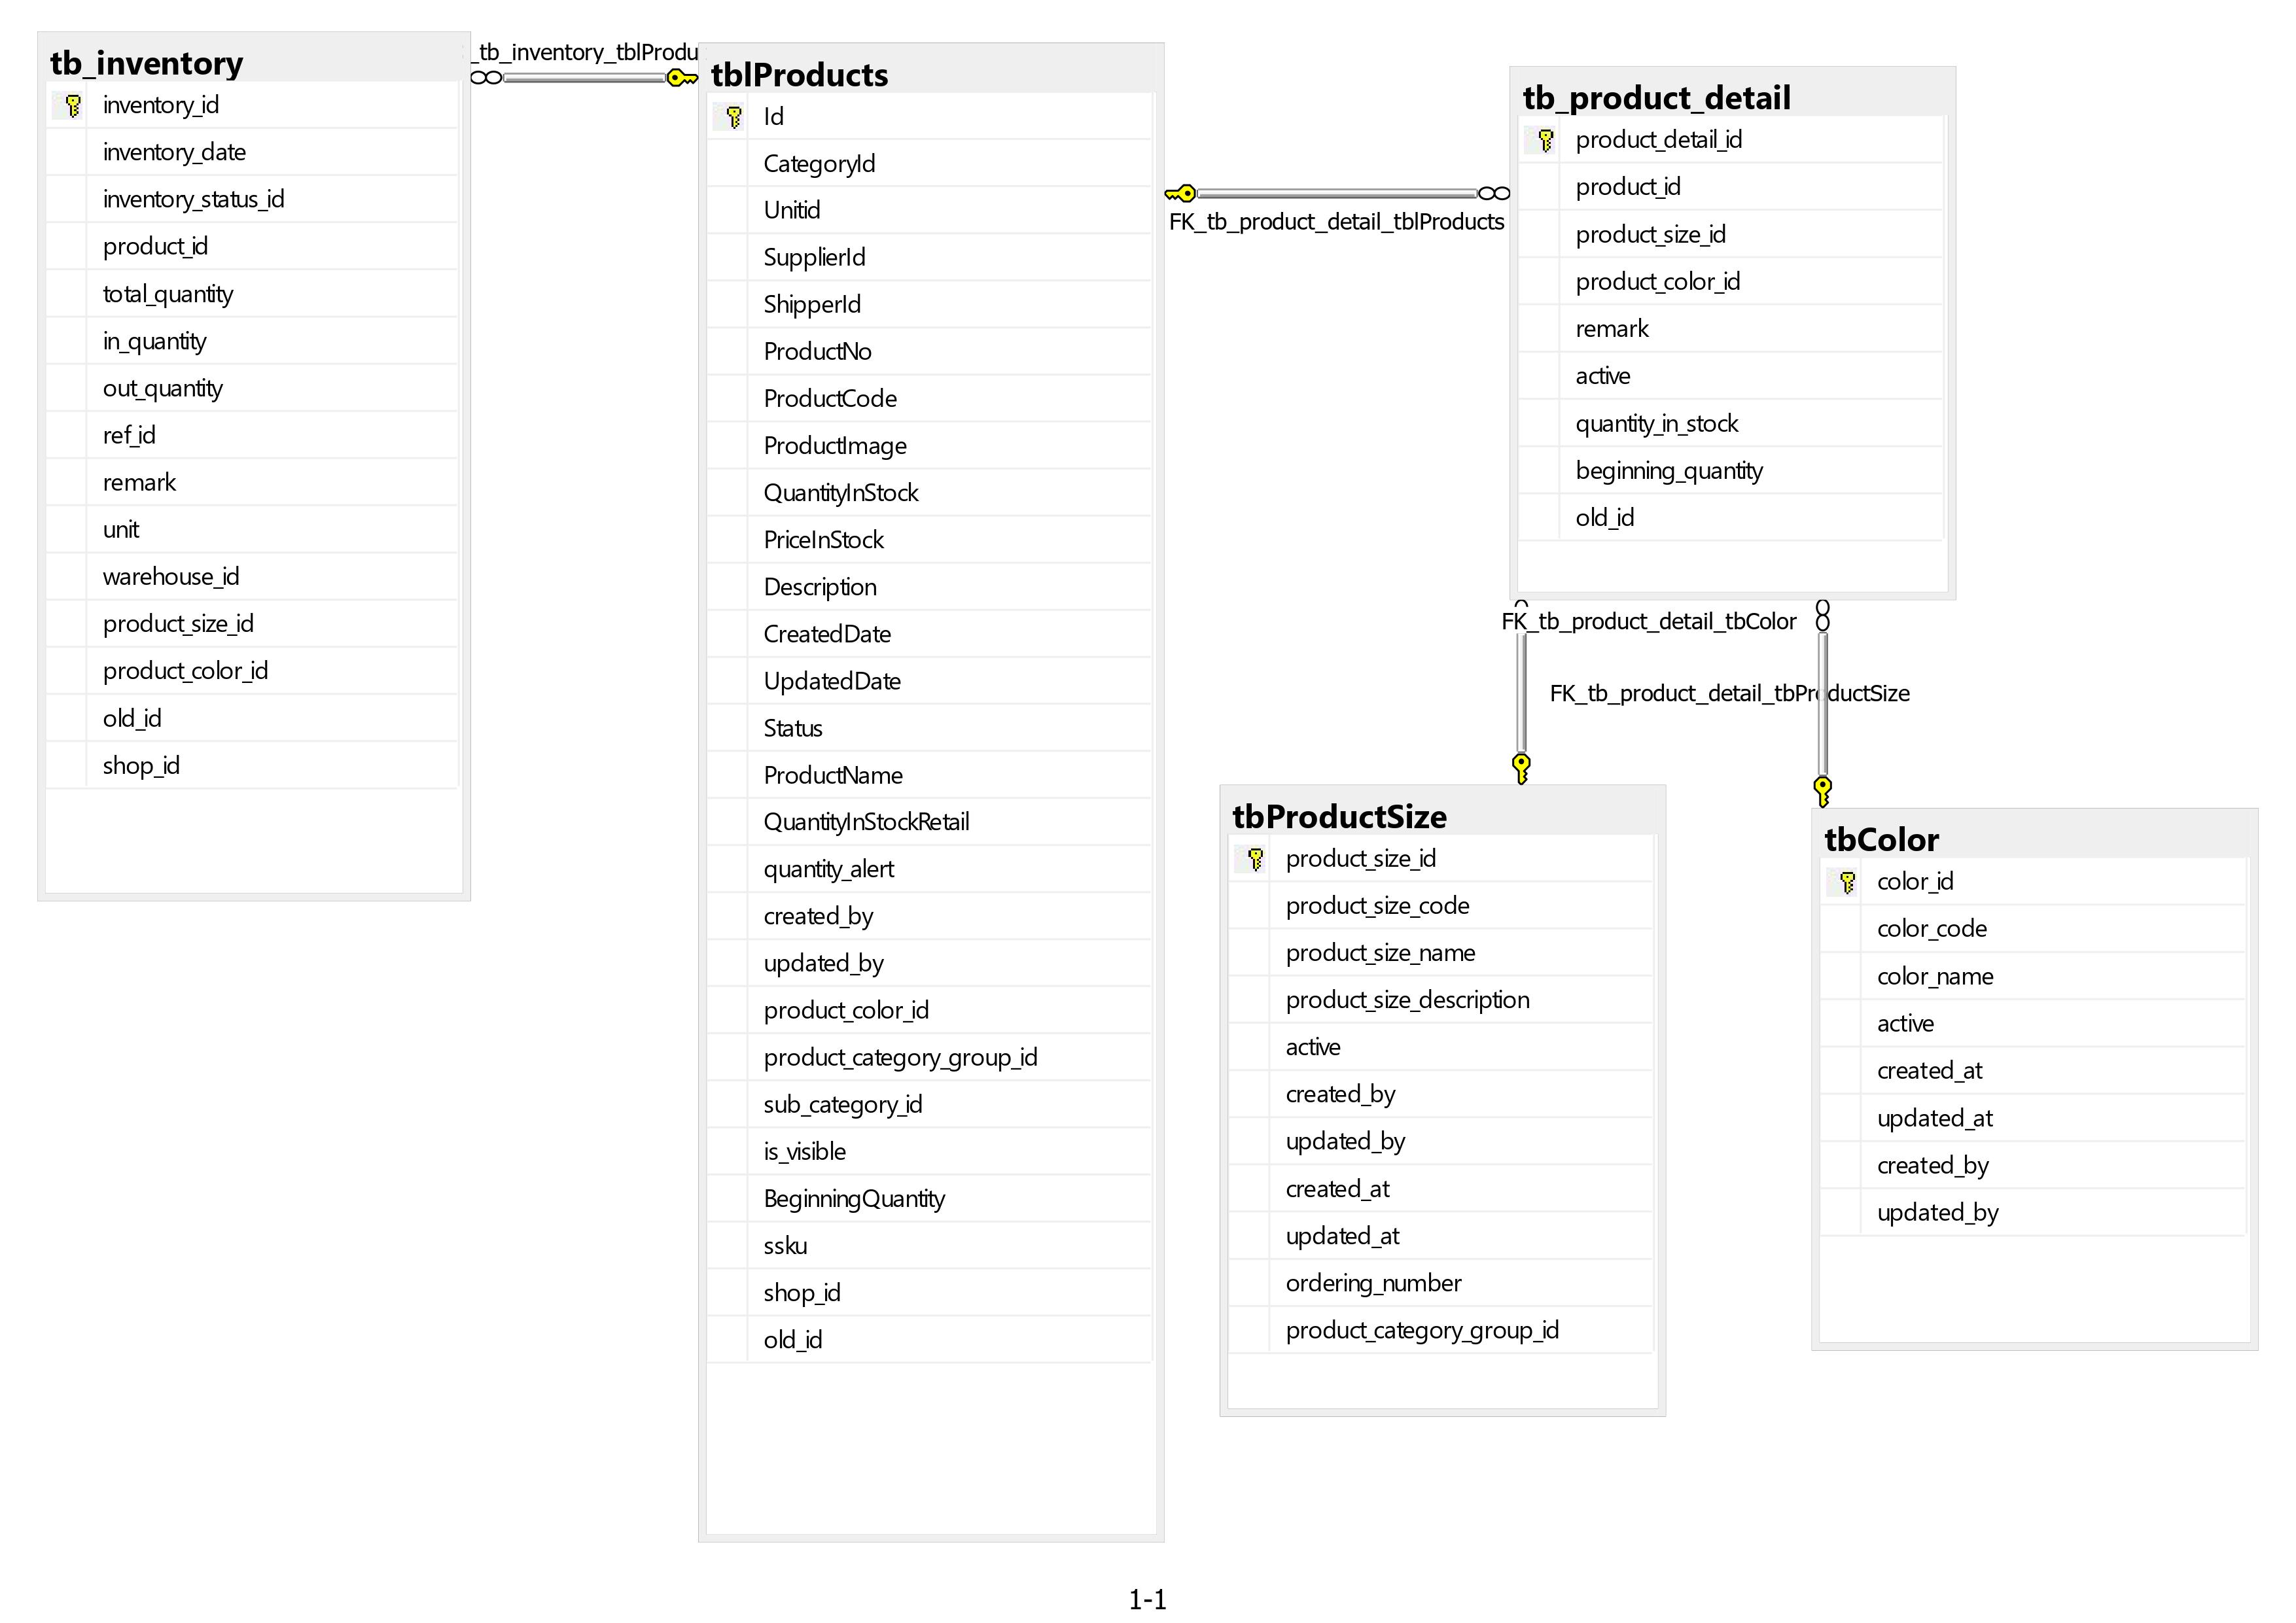 tb_inventory
inventory_id
inventory_date
inventory_status_id
product_id
total_quantity
in_quantity
out_quantity
ref_id
remark
unit
warehouse_id
product_size_id
product_color_id
old_id
shop_id
_tb_inventory_tblProdu
tblProducts
Id
CategoryId
Unitid
SupplierId
ShipperId
ProductNo
ProductCode
ProductImage
QuantityInStock
PriceInStock
Description
CreatedDate
UpdatedDate
Status
ProductName
QuantityInStockRetail
quantity_alert
created_by
updated_by
product_color_id
product_category_group_id
sub_category_id
is_visible
BeginningQuantity
ssku
shop_id
old_id
FK_tb_product_detail_tblProducts
tb_product_detail
product_detail_id
product_id
product_size_id
product_color_id
remark
active
quantity_in_stock
beginning_quantity
old_id
FK_tb_product_detail_tbColor
FK_tb_product_detail_tbProductSize
tbProductSize
product_size_id
product_size_code
product_size_name
product_size_description
active
created_by
updated_by
created_at
updated_at
ordering_number
product_category_group_id
tbColor
color_id
color_code
color_name
active
created_at
updated_at
created_by
updated_by
1-1